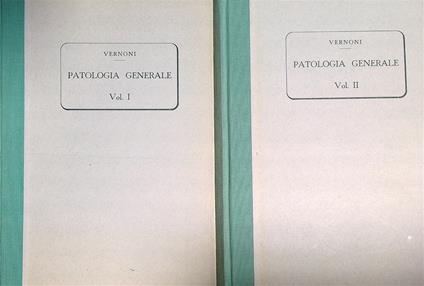 VERNONI
PATOLOGIA GENERALE
Vol. I
VERNONI
PATOLOGIA GENERALE
Vol. II